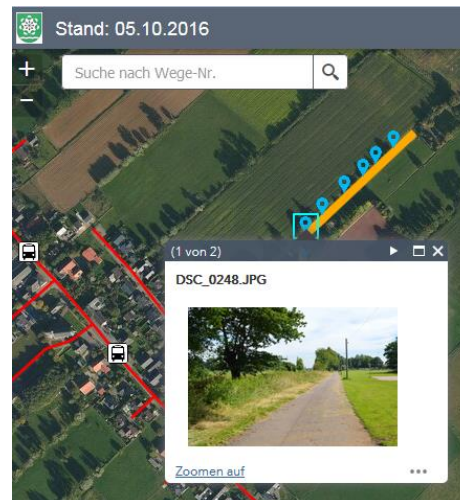 Stand: 05.10.2016
Suche nach Wege-Nr.
(1 von 2)
DSC_0248.JPG
Zoomen auf